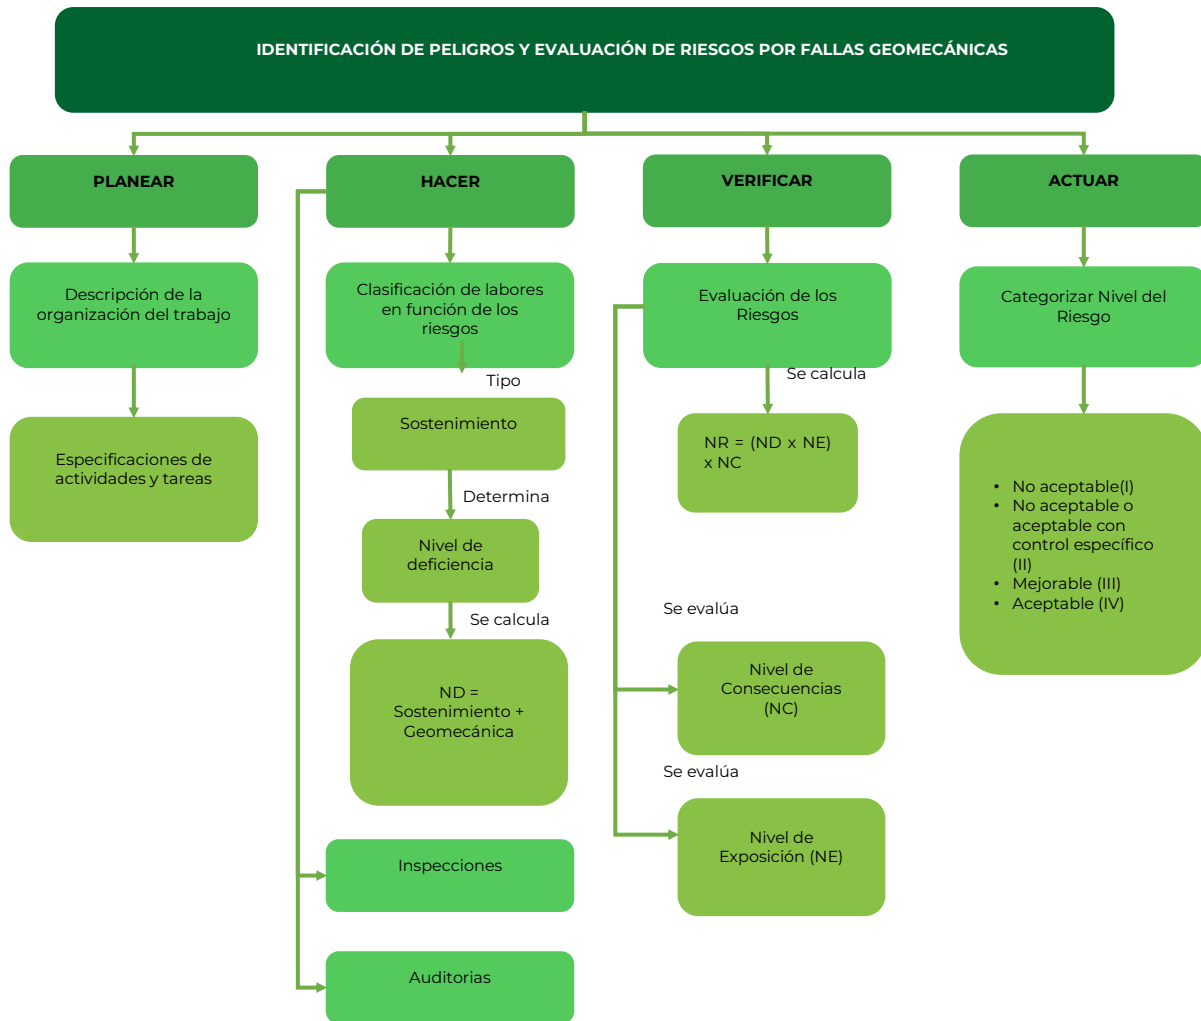 IDENTIFICACIÓN DE PELIGROS Y EVALUACIÓN DE RIESGOS POR FALLAS GEOMECÁNICAS
PLANEAR
Descripción de la
organización del trabajo
Especificaciones de
actividades y tareas
HACER
Clasificación de labores
en función de los
riesgos
Tipo
Sostenimiento
Determina
Nivel de
deficiencia
Se calcula
ND =
Sostenimiento +
Geomecánica
Inspecciones
Auditorias
VERIFICAR
Evaluación de los
Riesgos
Se calcula
NR = (ND x NE)
x NC
Se evalúa
Nivel de
Consecuencias
(NC)
Se evalúa
Nivel de
Exposición (NE)
ACTUAR
Categorizar Nivel del
Riesgo
• No aceptable(I)
• No aceptable o
aceptable con
control específico
(II)
• Mejorable (III)
• Aceptable (IV)